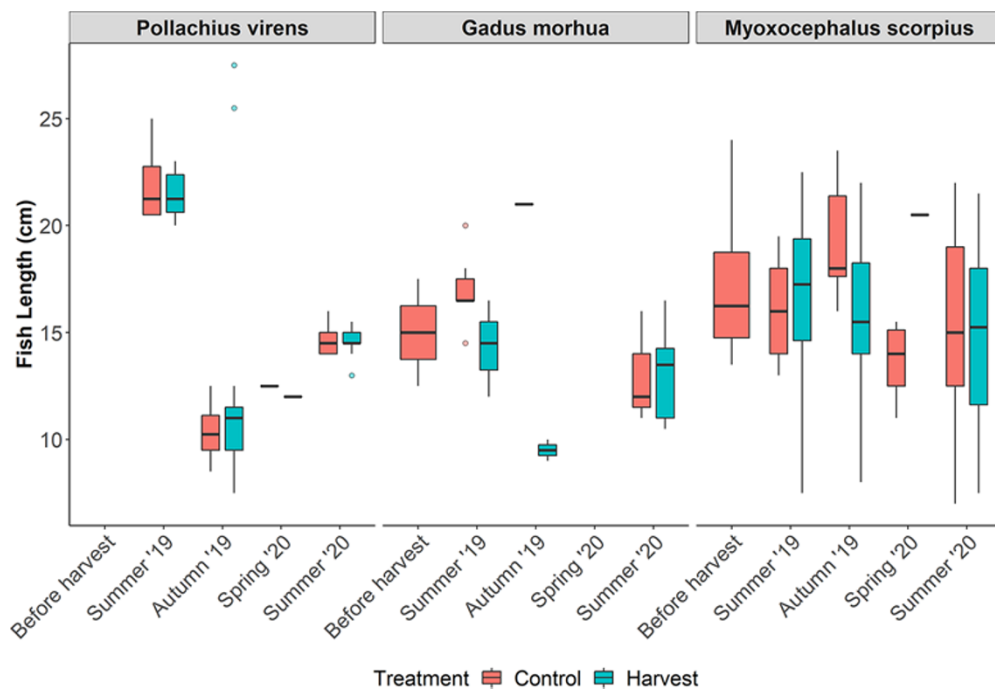 Pollachius virens
Gadus morhua
Myoxocephalus scorpius
Fish Length (cm)
25
20
15
10
Before harvest
Summer '19
Autumn '19
Spring '20
Summer '20
Before harvest
Summer '19
Autumn '19
Spring '20
Summer '20
Before harvest
Summer '19
Autumn '19
Spring '20
Summer '20
Treatment Control Harvest